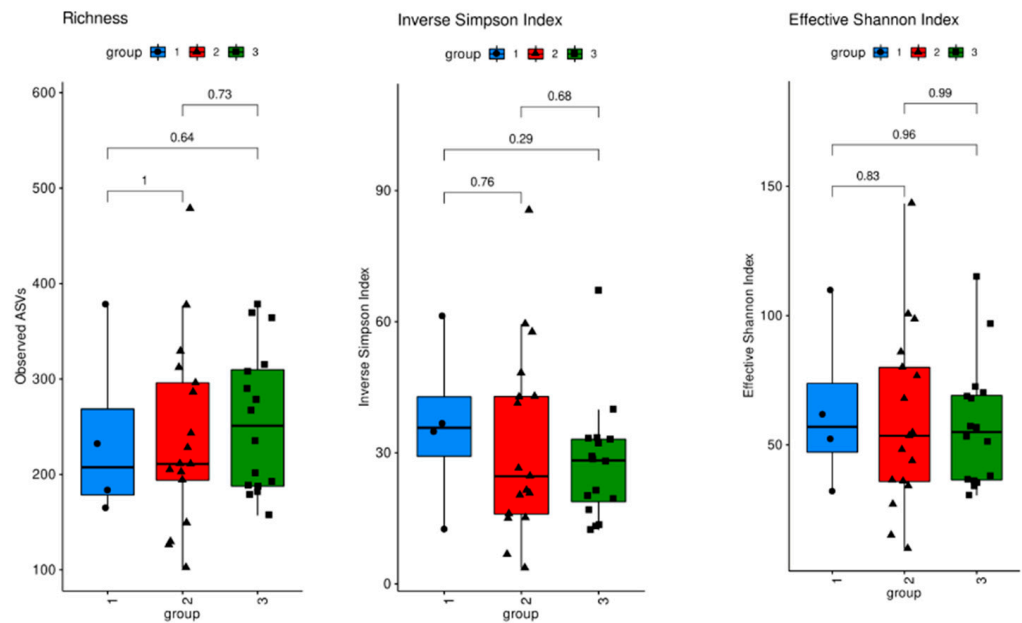 Richness
group 1 2 3
600
500
400
300
200
100
Observed ASVs
0.73
0.64
1
1
2
3
group
Inverse Simpson Index
group 1 2 3
90
60
30
0
Inverse Simpson Index
0.68
0.29
0.76
1
2
3
group
Effective Shannon Index
group 1 2 3
150
100
50
Effective Shannon Index
0.99
0.96
0.83
1
2
3
group